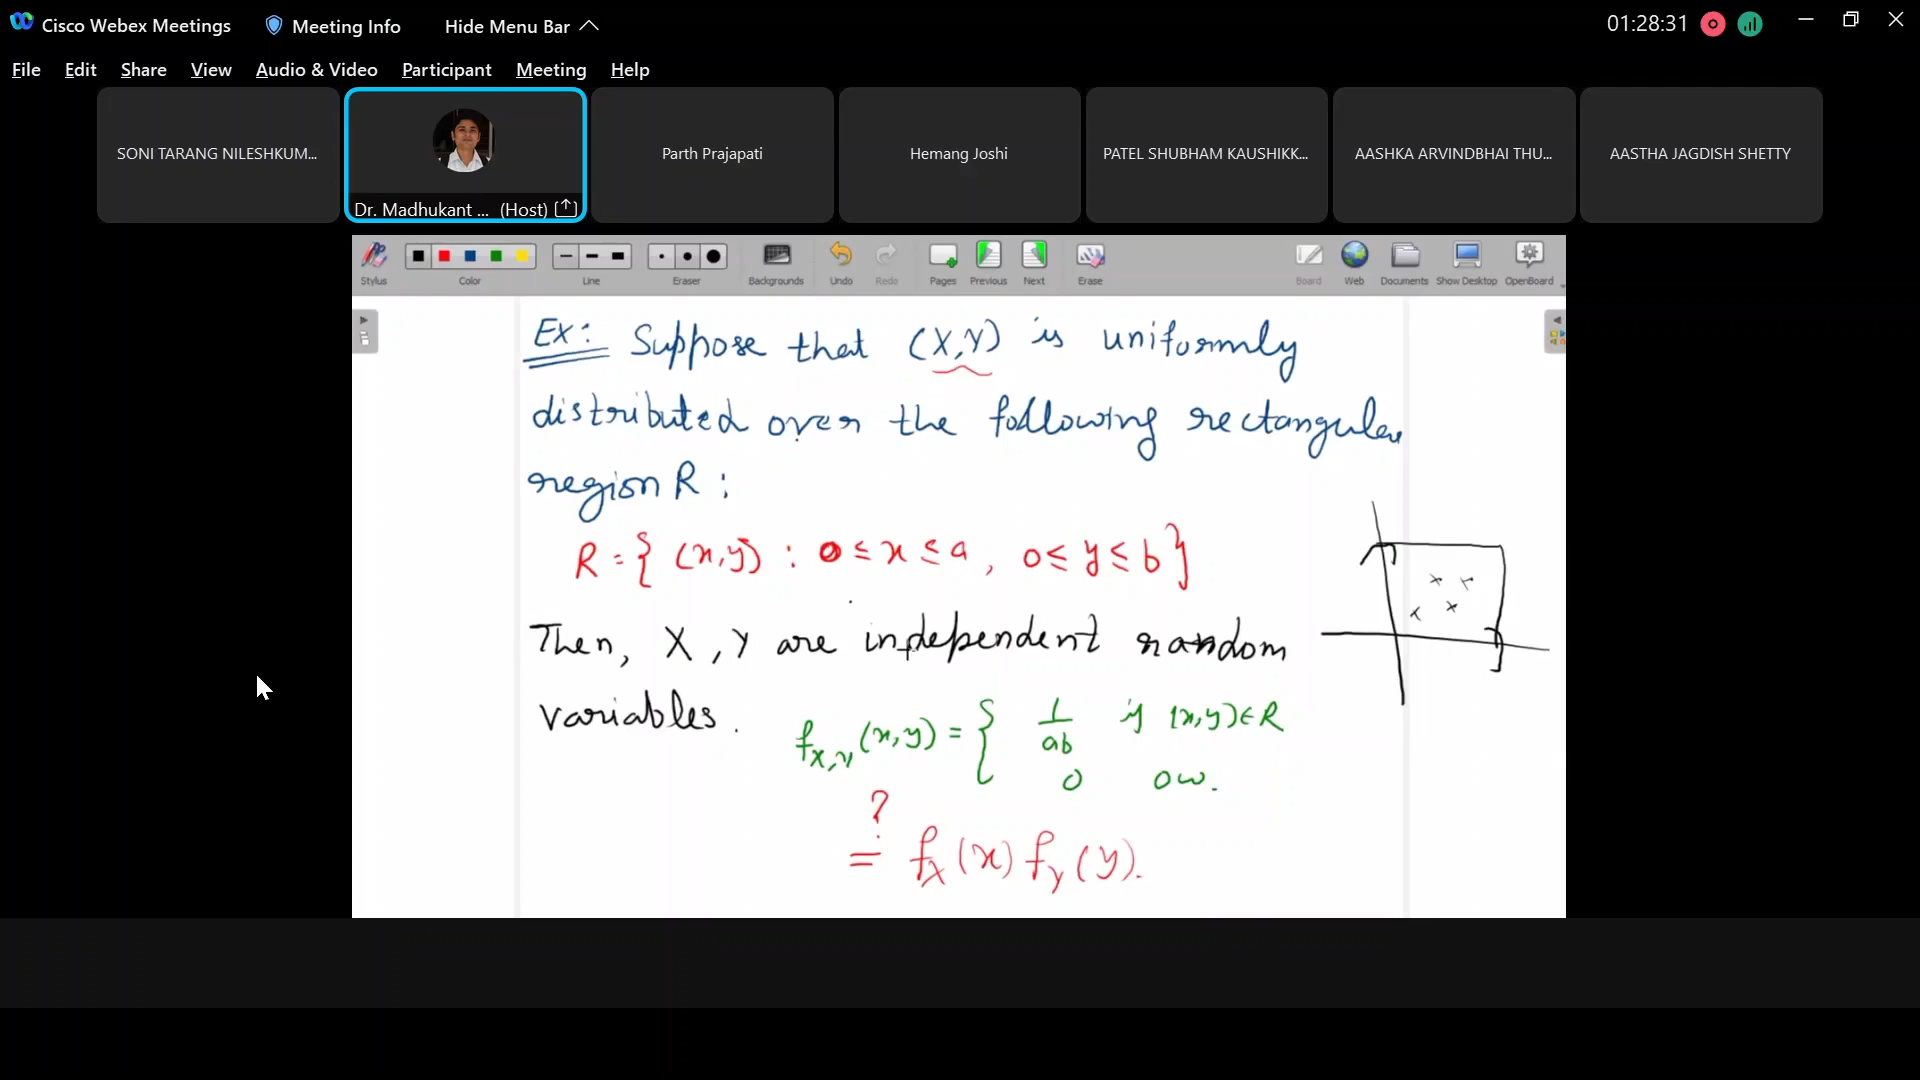 Cisco Webex Meetings Meeting Info Hide Menu Bar 01:28:31
File Edit Share View Audio & Video Participant Meeting Help
SONI TARANG NILESHKUM...
Dr. Madhukant ... (Host)
Parth Prajapati
Hemang Joshi
PATEL SHUBHAM KAUSHIKK...
AASHKA ARVINDBHAI THU...
AASTHA JAGDISH SHETTY
Stylus Color Line Eraser Backgrounds Undo Redo Pages Previous Next Erase Board Web Documents Show Desktop OpenBoard
Ex: Suppose that (X,Y) is uniformly
distributed over the following rectangular
region R :
R = { (x,y) : 0 ≤ x ≤ a , 0 ≤ y ≤ b }
Then, X , Y are independent random
variables.
f_{X,Y}(x,y) = { 1/ab if (x,y) ∈ R
0 ow.
?
= f_X(x) f_Y(y).